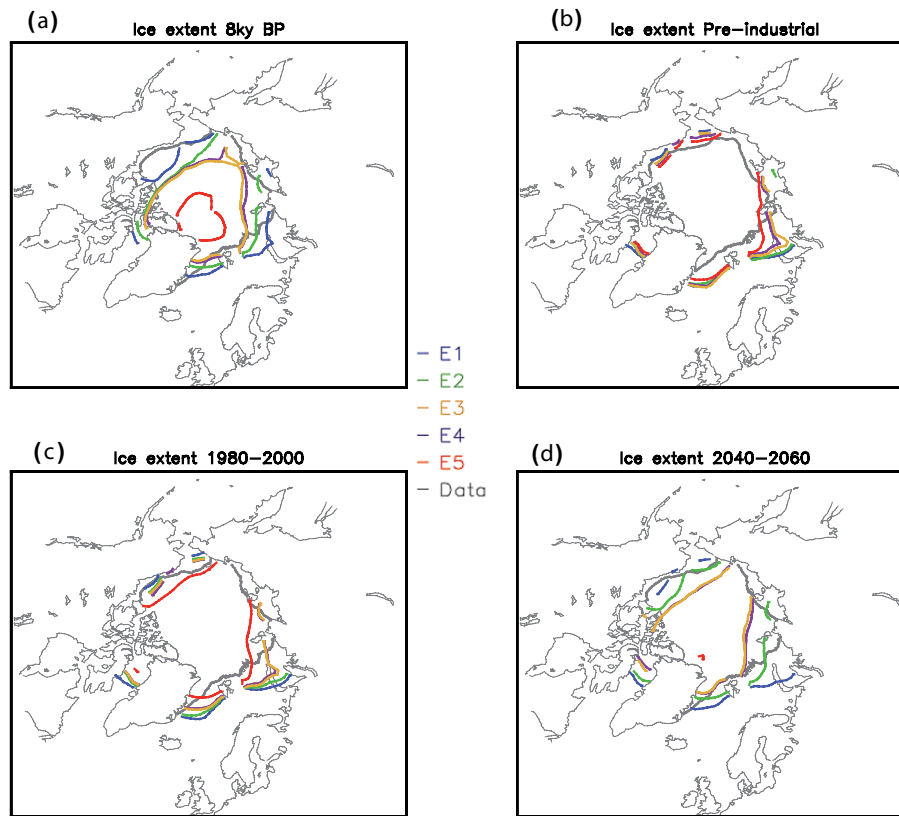 (a)
Ice extent 8ky BP
(b)
Ice extent Pre-industrial
E1
E2
E3
E4
E5
Data
(c)
Ice extent 1980-2000
(d)
Ice extent 2040-2060